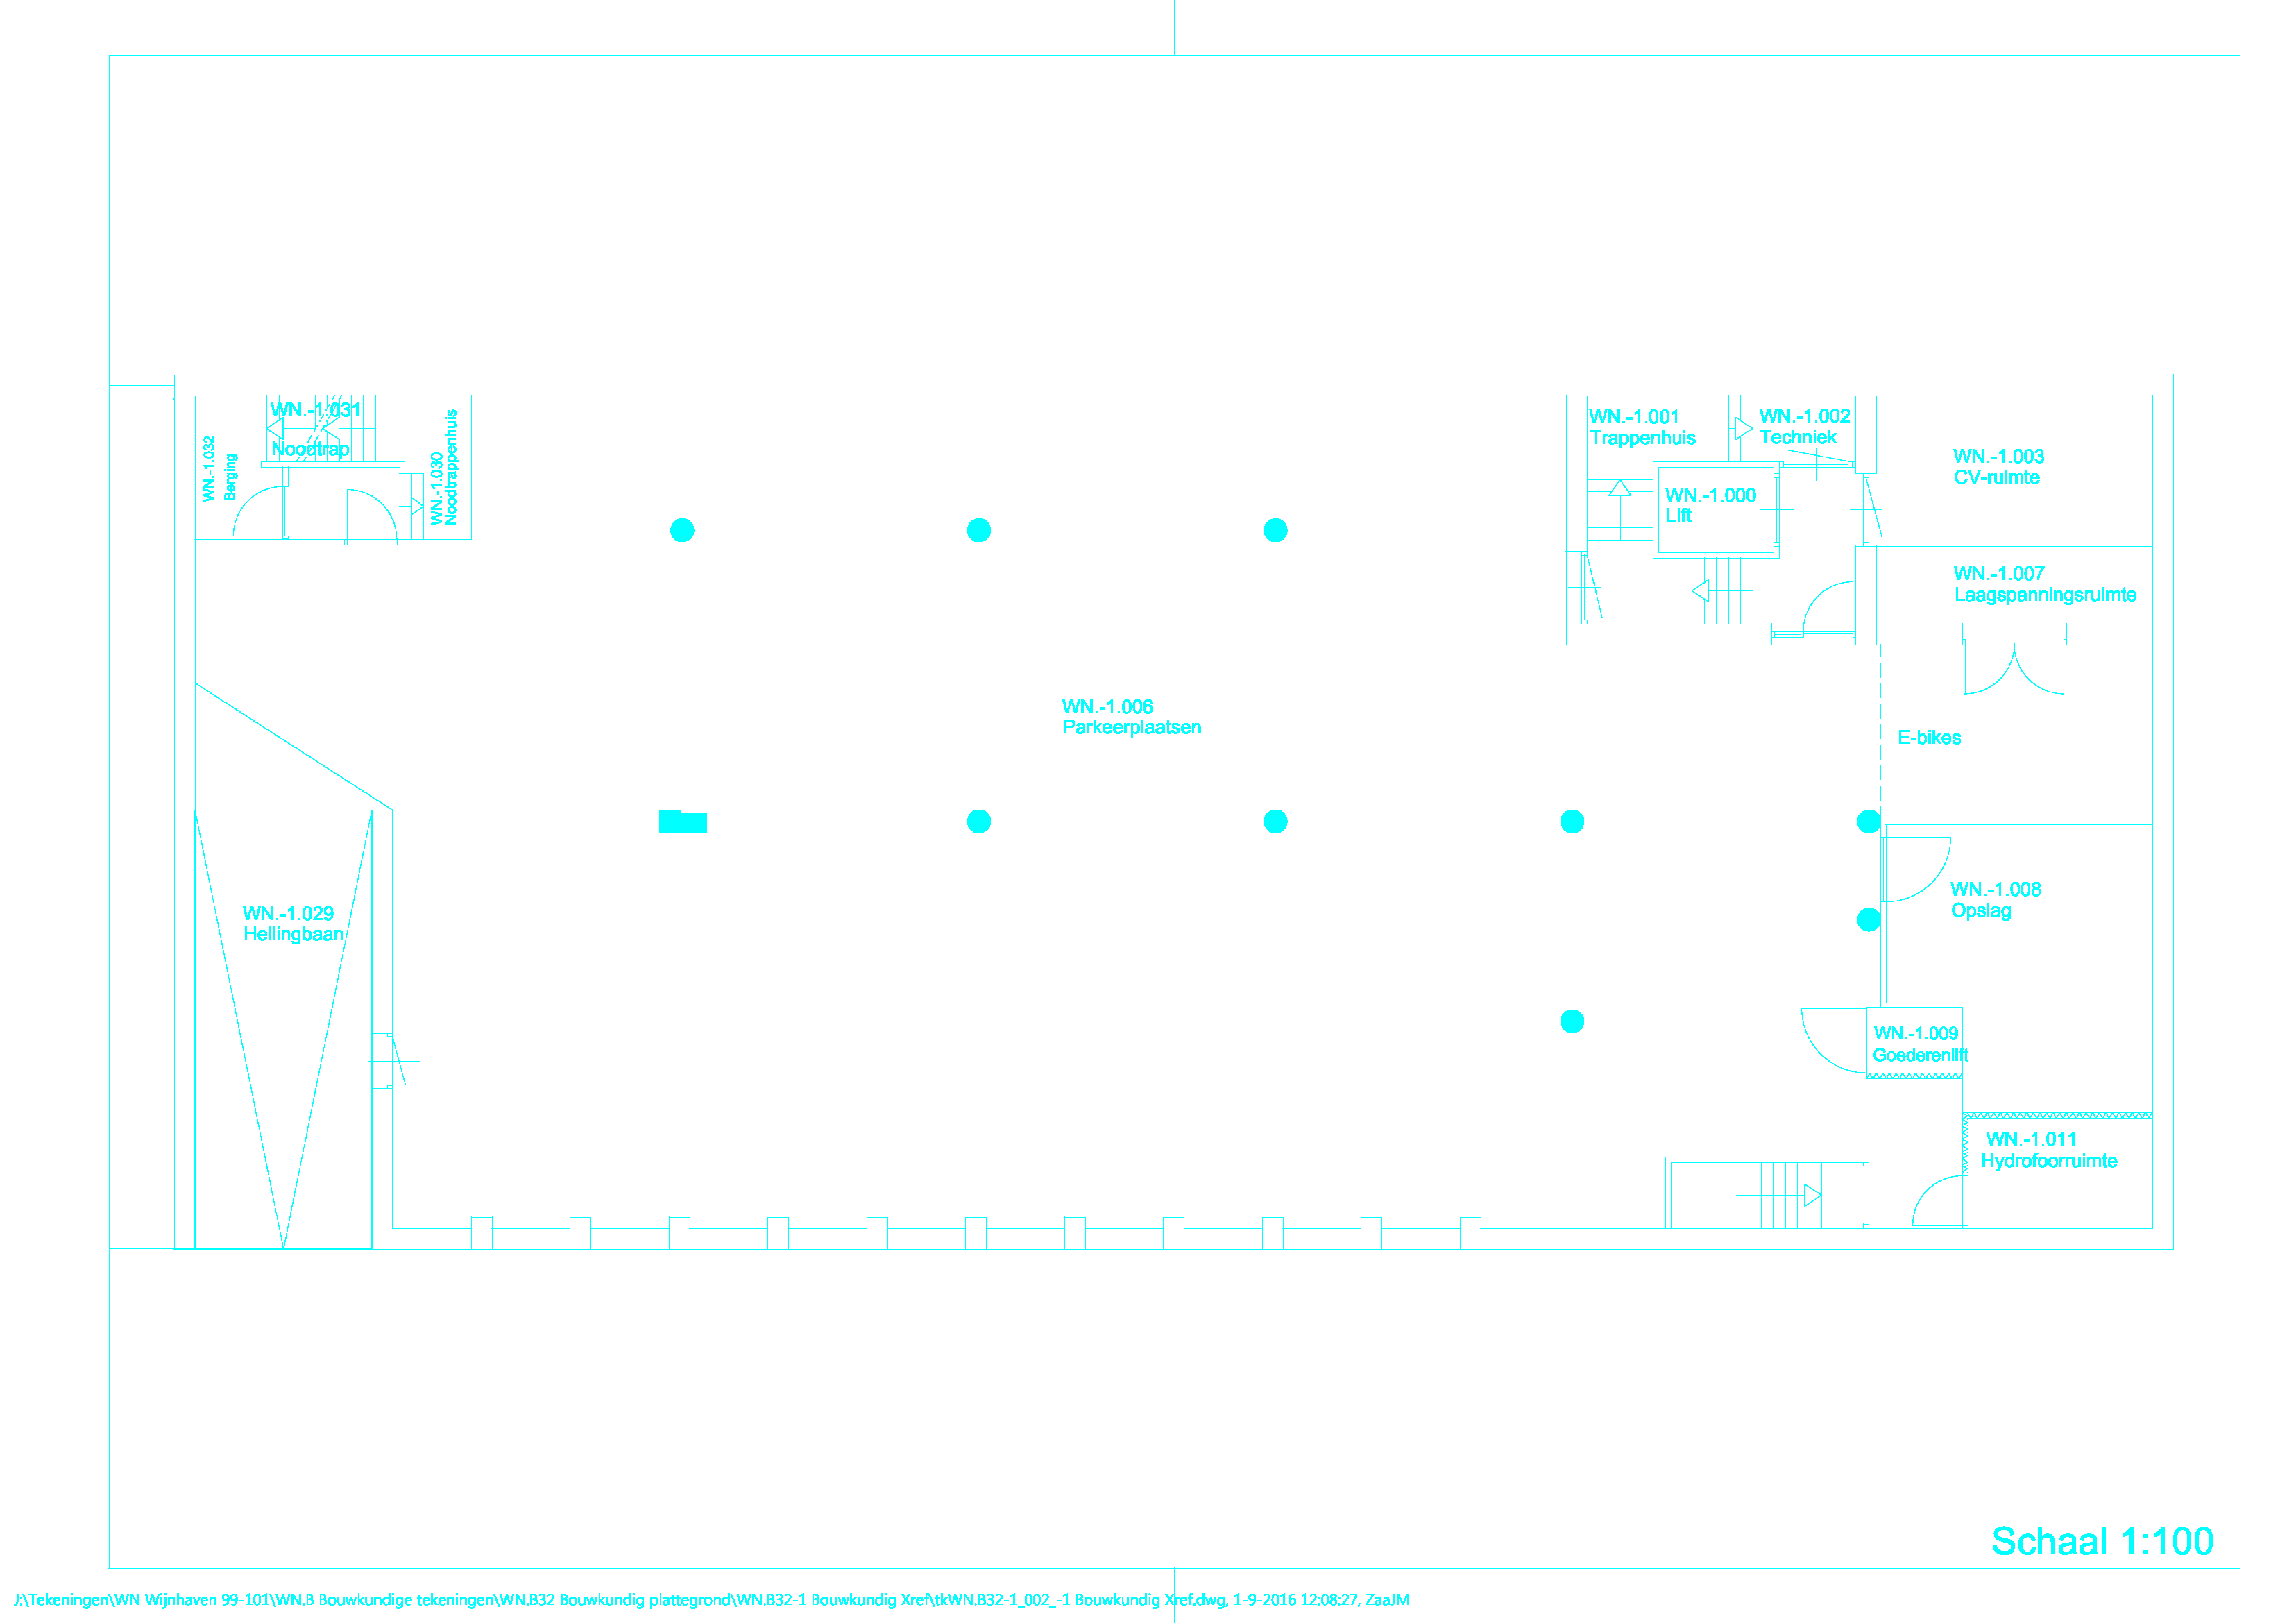 WN.-1.031
Noodtrap
WN.-1.032
Berging
WN.-1.030
Noodtrappenhuis
WN.-1.001
Trappenhuis
WN.-1.002
Techniek
WN.-1.003
CV-ruimte
WN.-1.000
Lift
WN.-1.007
Laagspanningsruimte
WN.-1.006
Parkeerplaatsen
E-bikes
WN.-1.029
Hellingbaan
WN.-1.008
Opslag
WN.-1.009
Goederenlift
WN.-1.011
Hydrofoorruimte
Schaal 1:100
J:\Tekeningen\WN Wijnhaven 99-101\WN.B Bouwkundige tekeningen\WN.B32 Bouwkundig plattegrond\WN.B32-1 Bouwkundig Xref\tkWN.B32-1_002_-1 Bouwkundig Xref.dwg, 1-9-2016 12:08:27, ZaaJM